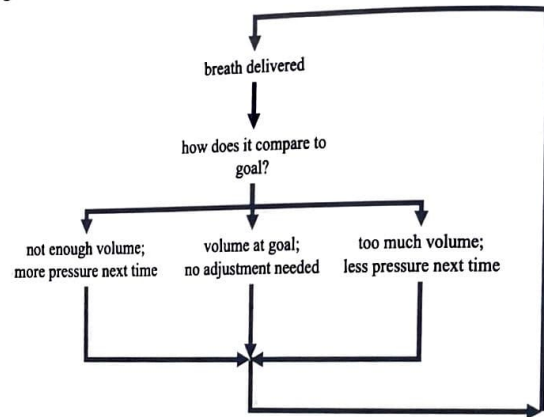 breath delivered
how does it compare to
goal?
not enough volume;
more pressure next time
volume at goal;
no adjustment needed
too much volume;
less pressure next time